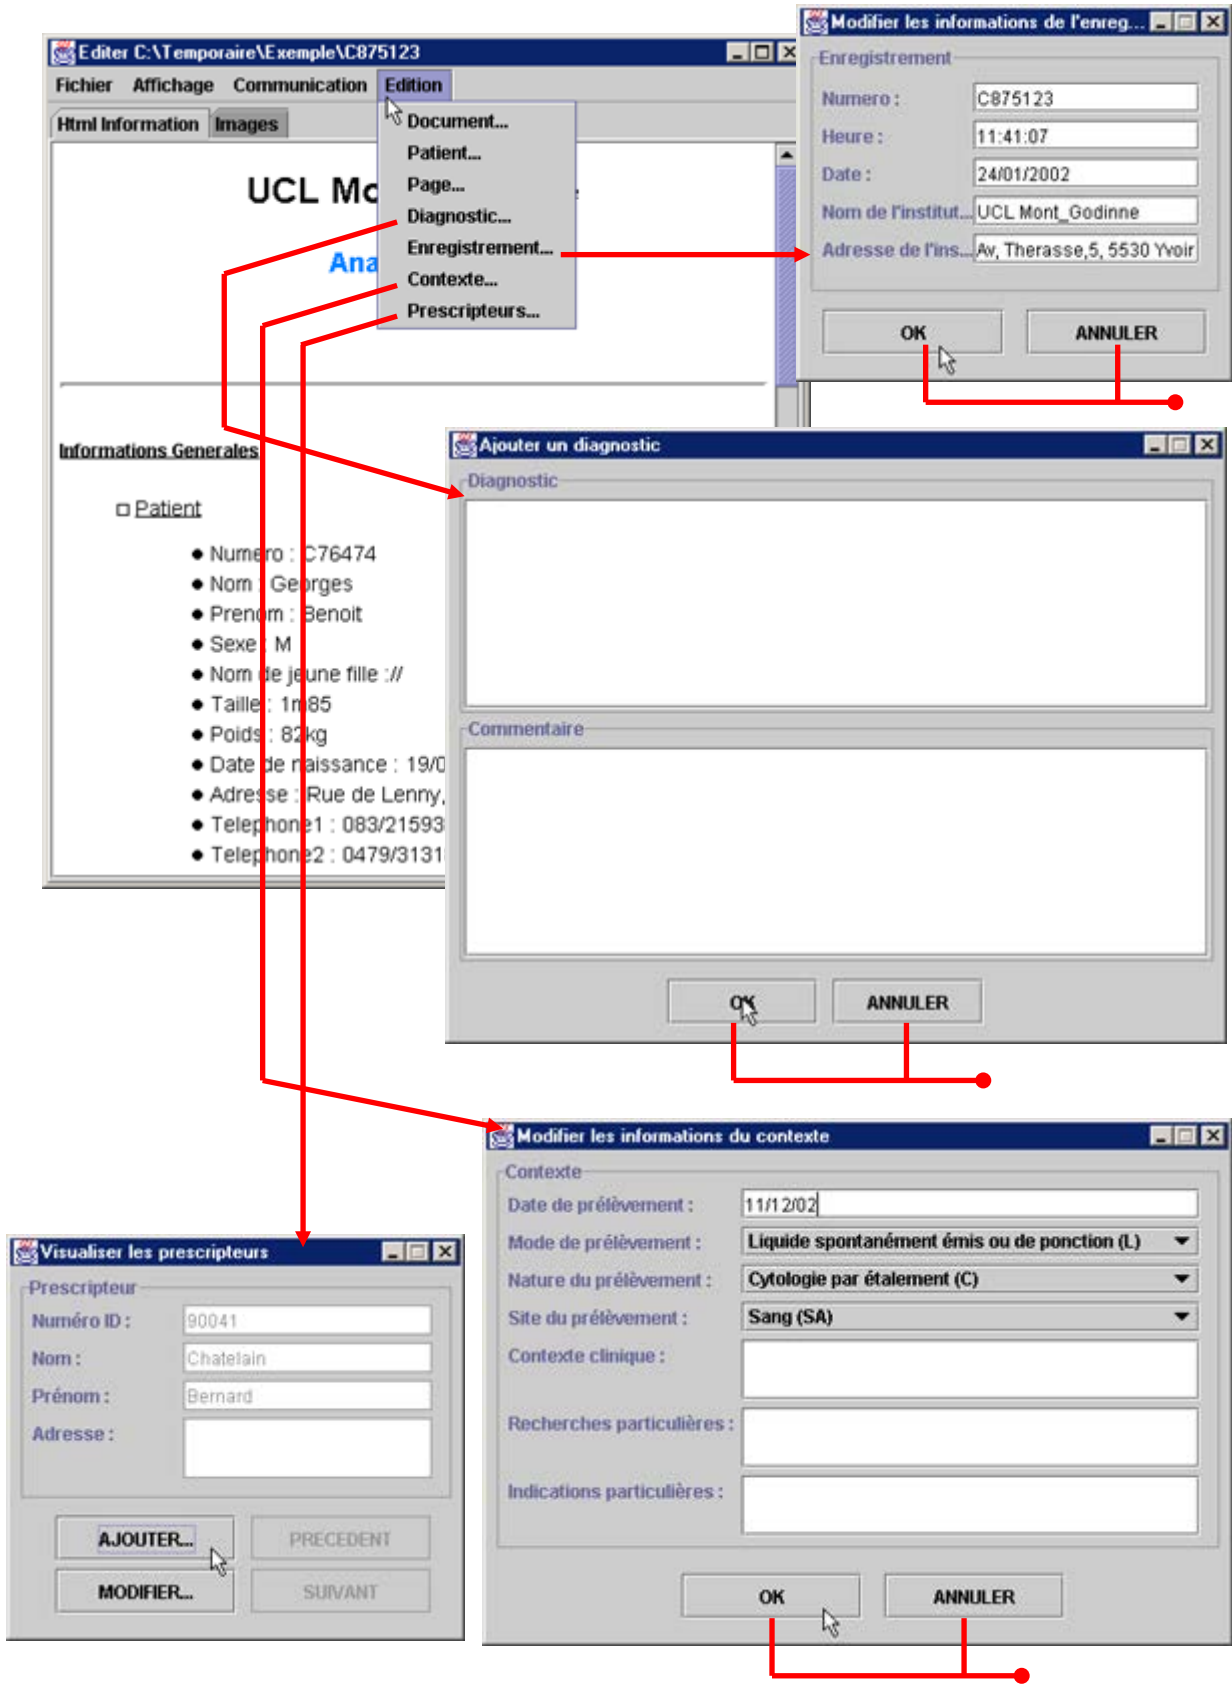 Editer C:\Temporaire\Exemple\C875123
Fichier Affichage Communication Edition
Html Information Images
Document...
Patient...
Page...
Diagnostic...
Enregistrement...
Contexte...
Prescripteurs...
UCL
Informations Generales
Patient
Numero : C76474
Nom : Georges
Prenom : Benoit
Sexe : M
Nom de jeune fille ://
Taille : 1m85
Poids : 82kg
Date de naissance : 19/0
Adresse : Rue de Lenny,
Telephone1 : 083/21593
Telephone2 : 0479/3131
Modifier les informations de l'enreg...
Enregistrement
Numero : C875123
Heure : 11:41:07
Date : 24/01/2002
Nom de l'institut... UCL Mont_Godinne
Adresse de l'ins... Av, Therasse,5, 5530 Yvoir
OK ANNULER
Ajouter un diagnostic
Diagnostic
Commentaire
OK ANNULER
Modifier les informations du contexte
Contexte
Date de prélèvement : 11/12/02
Mode de prélèvement : Liquide spontanément émis ou de ponction (L)
Nature du prélèvement : Cytologie par étalement (C)
Site du prélèvement : Sang (SA)
Contexte clinique :
Recherches particulières :
Indications particulières :
OK ANNULER
Visualiser les prescripteurs
Prescripteur
Numéro ID : 90041
Nom : Chatelain
Prénom : Bernard
Adresse :
AJOUTER... PRECEDENT
MODIFIER... SUIVANT